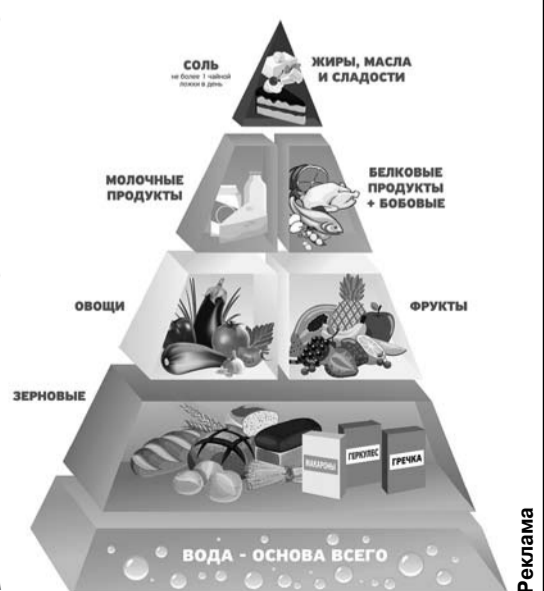 СОЛЬ
не более 1 чайной
ложки в день
ЖИРЫ, МАСЛА
И СЛАДОСТИ
МОЛОЧНЫЕ
ПРОДУКТЫ
БЕЛКОВЫЕ
ПРОДУКТЫ
+ БОБОВЫЕ
ОВОЩИ
ФРУКТЫ
ЗЕРНОВЫЕ
МАКАРОНЫ
ГЕРКУЛЕС
ГРЕЧКА
ВОДА - ОСНОВА ВСЕГО
Реклама